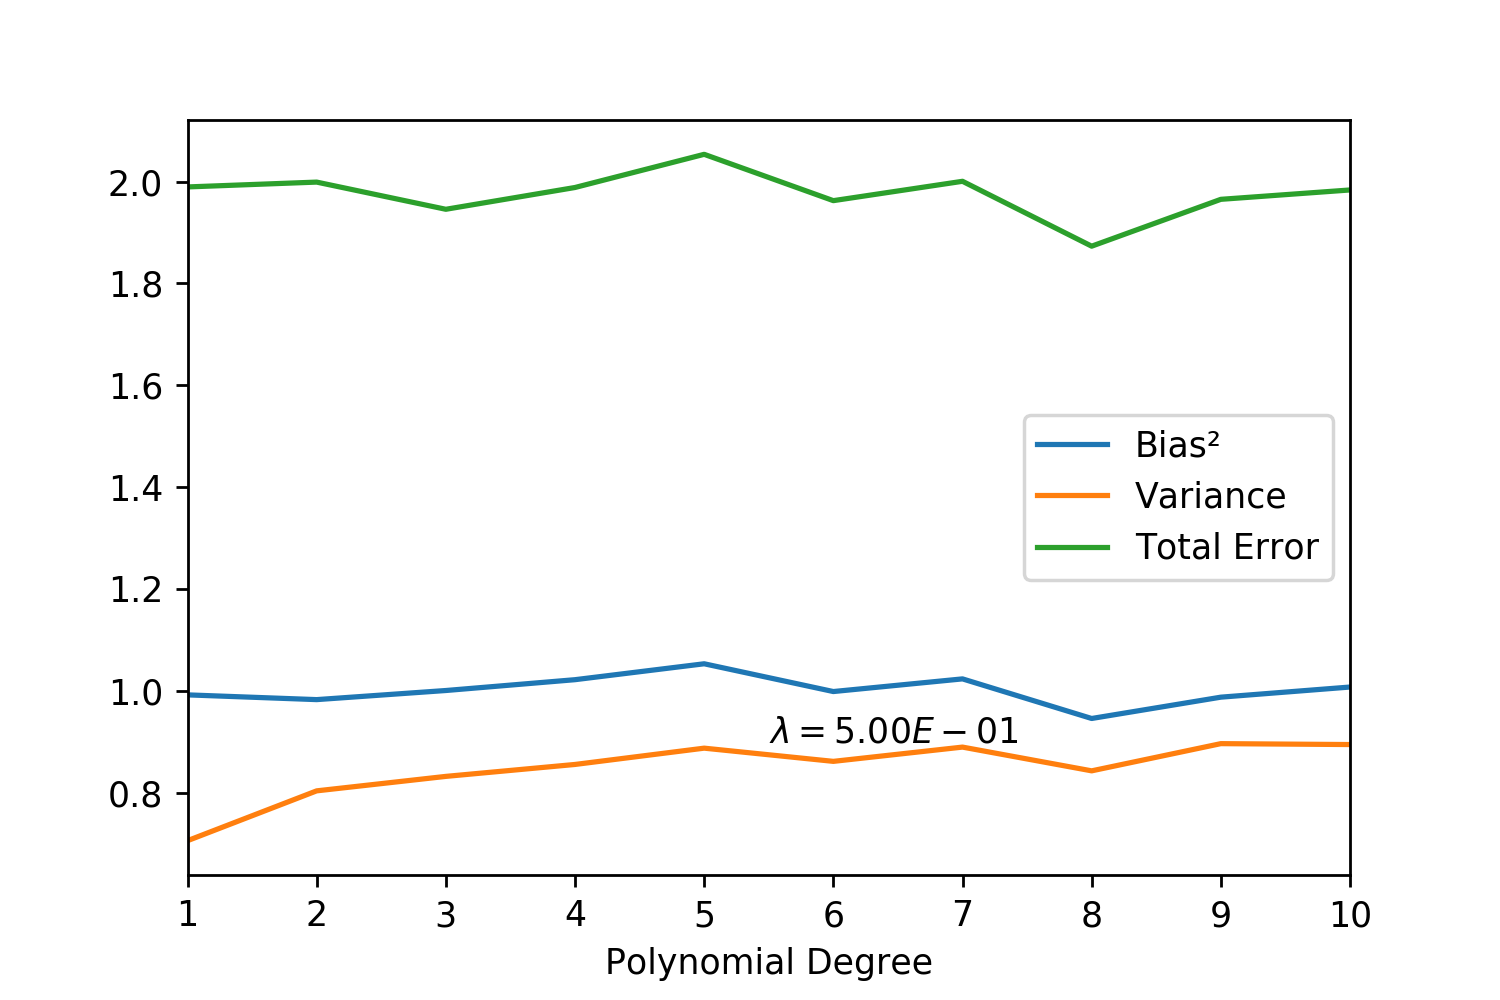 2.0
1.8
1.6
1.4
1.2
1.0
0.8
Bias²
Variance
Total Error
λ = 5.00E − 01
1 2 3 4 5 6 7 8 9 10
Polynomial Degree